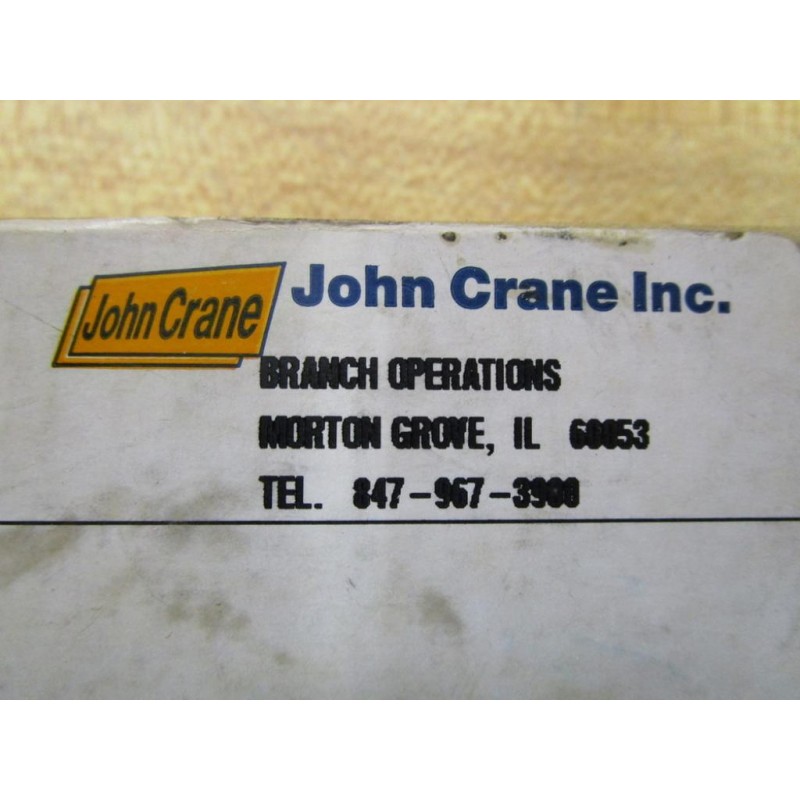 John Crane
John Crane Inc.
BRANCH OPERATIONS
MORTON GROVE, IL 60053
TEL. 847-967-3900